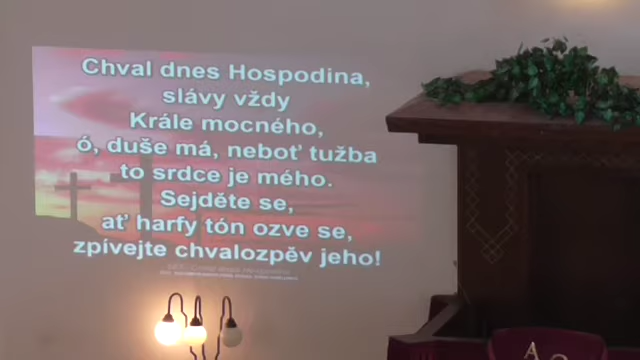 Chval dnes Hospodina,
slávy vždy
Krále mocného,
ó, duše má, neboť tužba
to srdce je mého.
Sejděte se,
ať harfy tón ozve se,
zpívejte chvalozpěv jeho!
A